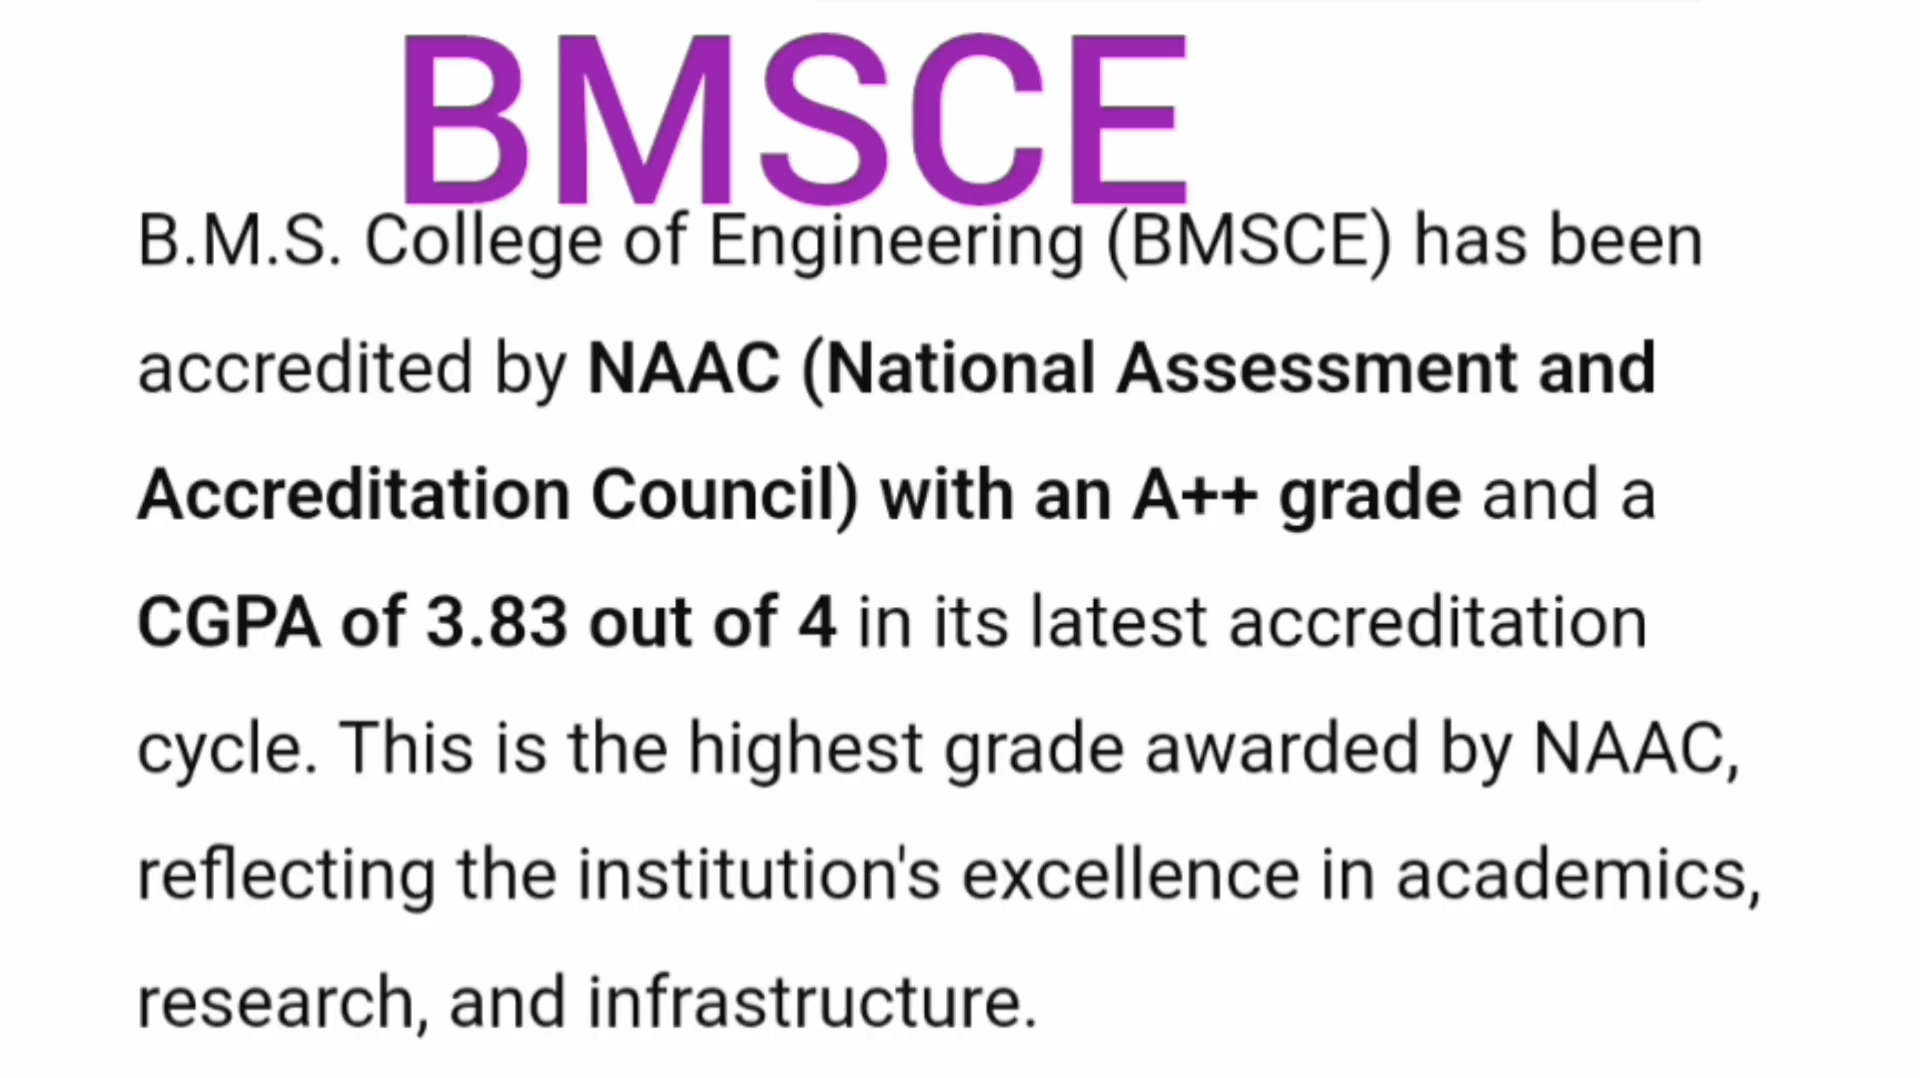 BMSCE
B.M.S. College of Engineering (BMSCE) has been
accredited by NAAC (National Assessment and
Accreditation Council) with an A++ grade and a
CGPA of 3.83 out of 4 in its latest accreditation
cycle. This is the highest grade awarded by NAAC,
reflecting the institution's excellence in academics,
research, and infrastructure.